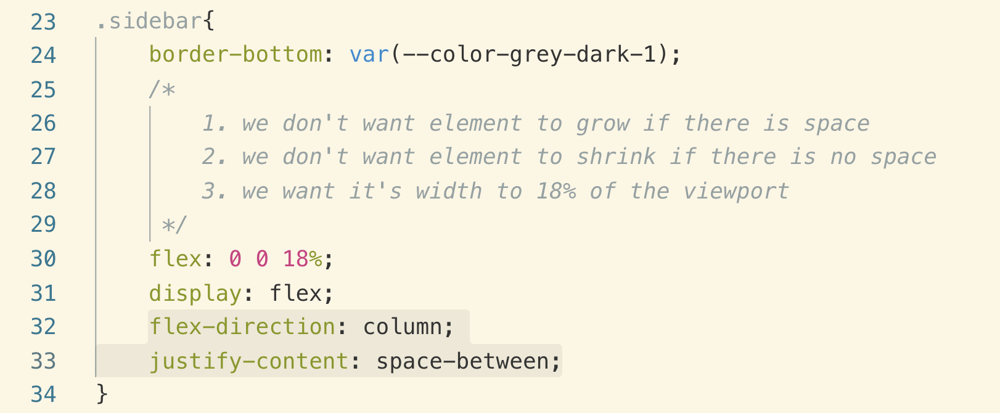 23 .sidebar{
24 border-bottom: var(--color-grey-dark-1);
25 /*
26 1. we don't want element to grow if there is space
27 2. we don't want element to shrink if there is no space
28 3. we want it's width to 18% of the viewport
29 */
30 flex: 0 0 18%;
31 display: flex;
32 flex-direction: column;
33 justify-content: space-between;
34 }